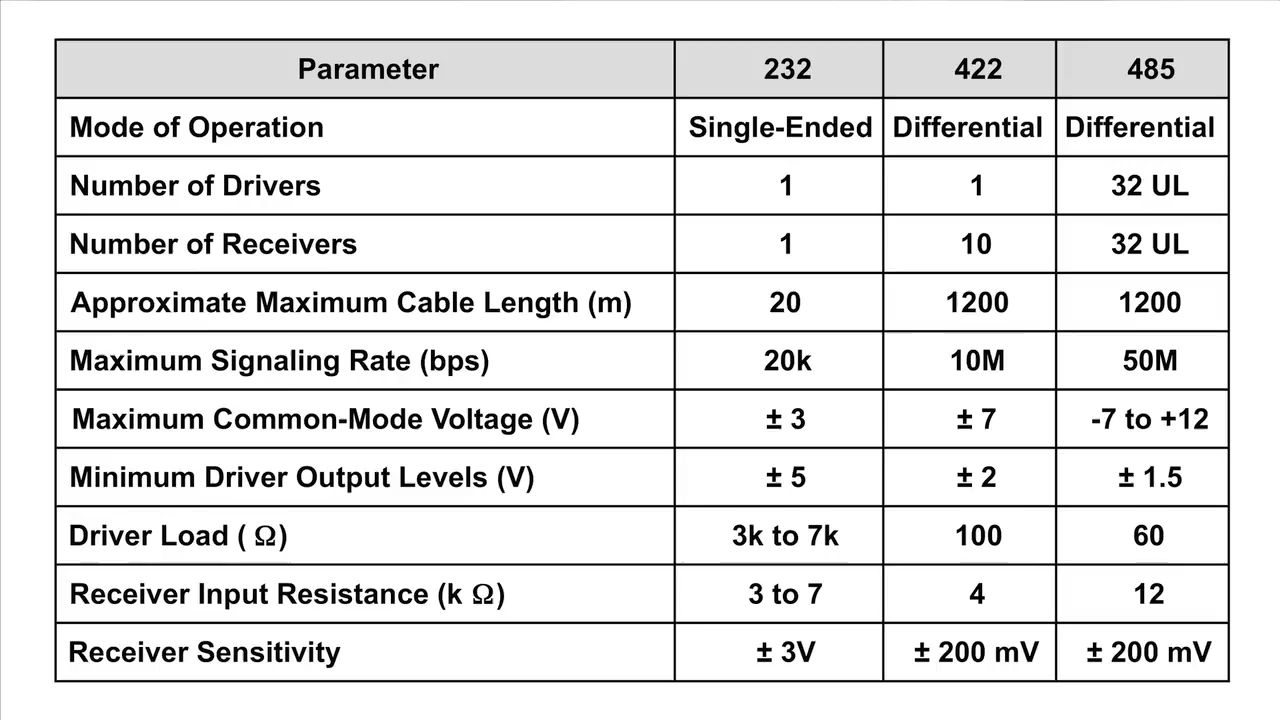 Parameter 232 422 485
Mode of Operation Single-Ended Differential Differential
Number of Drivers 1 1 32 UL
Number of Receivers 1 10 32 UL
Approximate Maximum Cable Length (m) 20 1200 1200
Maximum Signaling Rate (bps) 20k 10M 50M
Maximum Common-Mode Voltage (V) ± 3 ± 7 -7 to +12
Minimum Driver Output Levels (V) ± 5 ± 2 ± 1.5
Driver Load ( Ω) 3k to 7k 100 60
Receiver Input Resistance (k Ω) 3 to 7 4 12
Receiver Sensitivity ± 3V ± 200 mV ± 200 mV